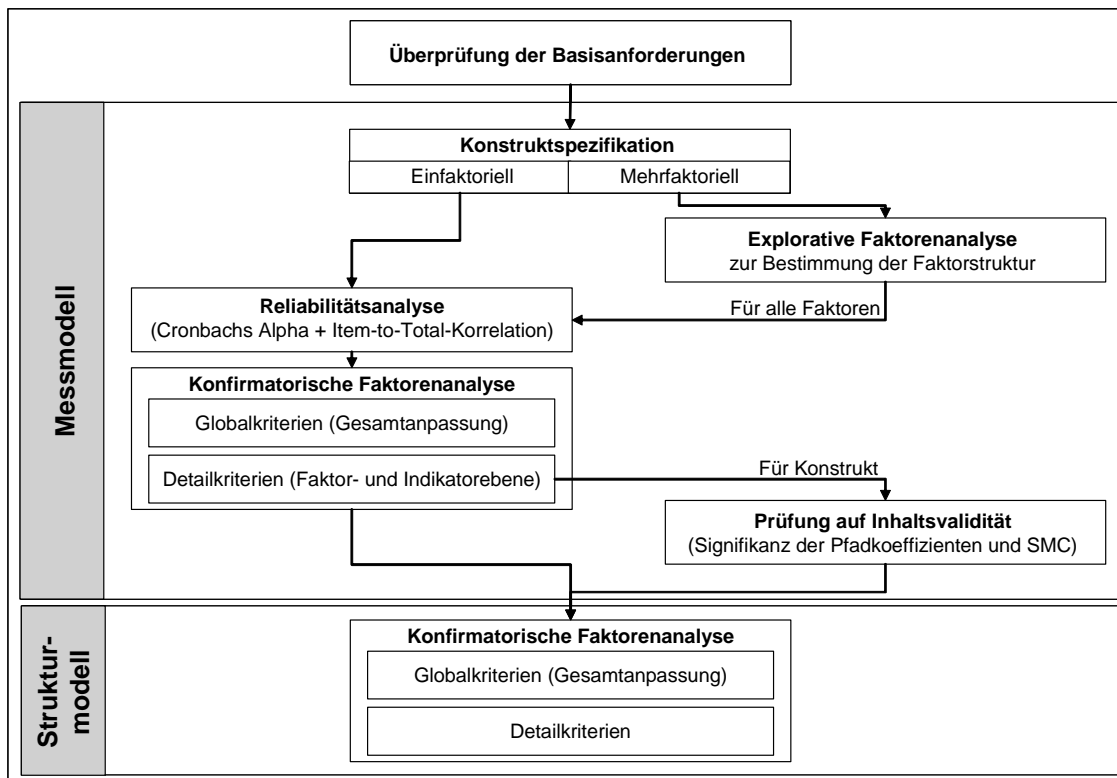 Überprüfung der Basisanforderungen
Messmodell
Konstruktspezifikation
Einfaktoriell
Mehrfaktoriell
Explorative Faktorenanalyse
zur Bestimmung der Faktorstruktur
Für alle Faktoren
Reliabilitätsanalyse
(Cronbachs Alpha + Item-to-Total-Korrelation)
Konfirmatorische Faktorenanalyse
Globalkriterien (Gesamtanpassung)
Detailkriterien (Faktor- und Indikatorebene)
Für Konstrukt
Prüfung auf Inhaltsvalidität
(Signifikanz der Pfadkoeffizienten und SMC)
Struktur-
modell
Konfirmatorische Faktorenanalyse
Globalkriterien (Gesamtanpassung)
Detailkriterien